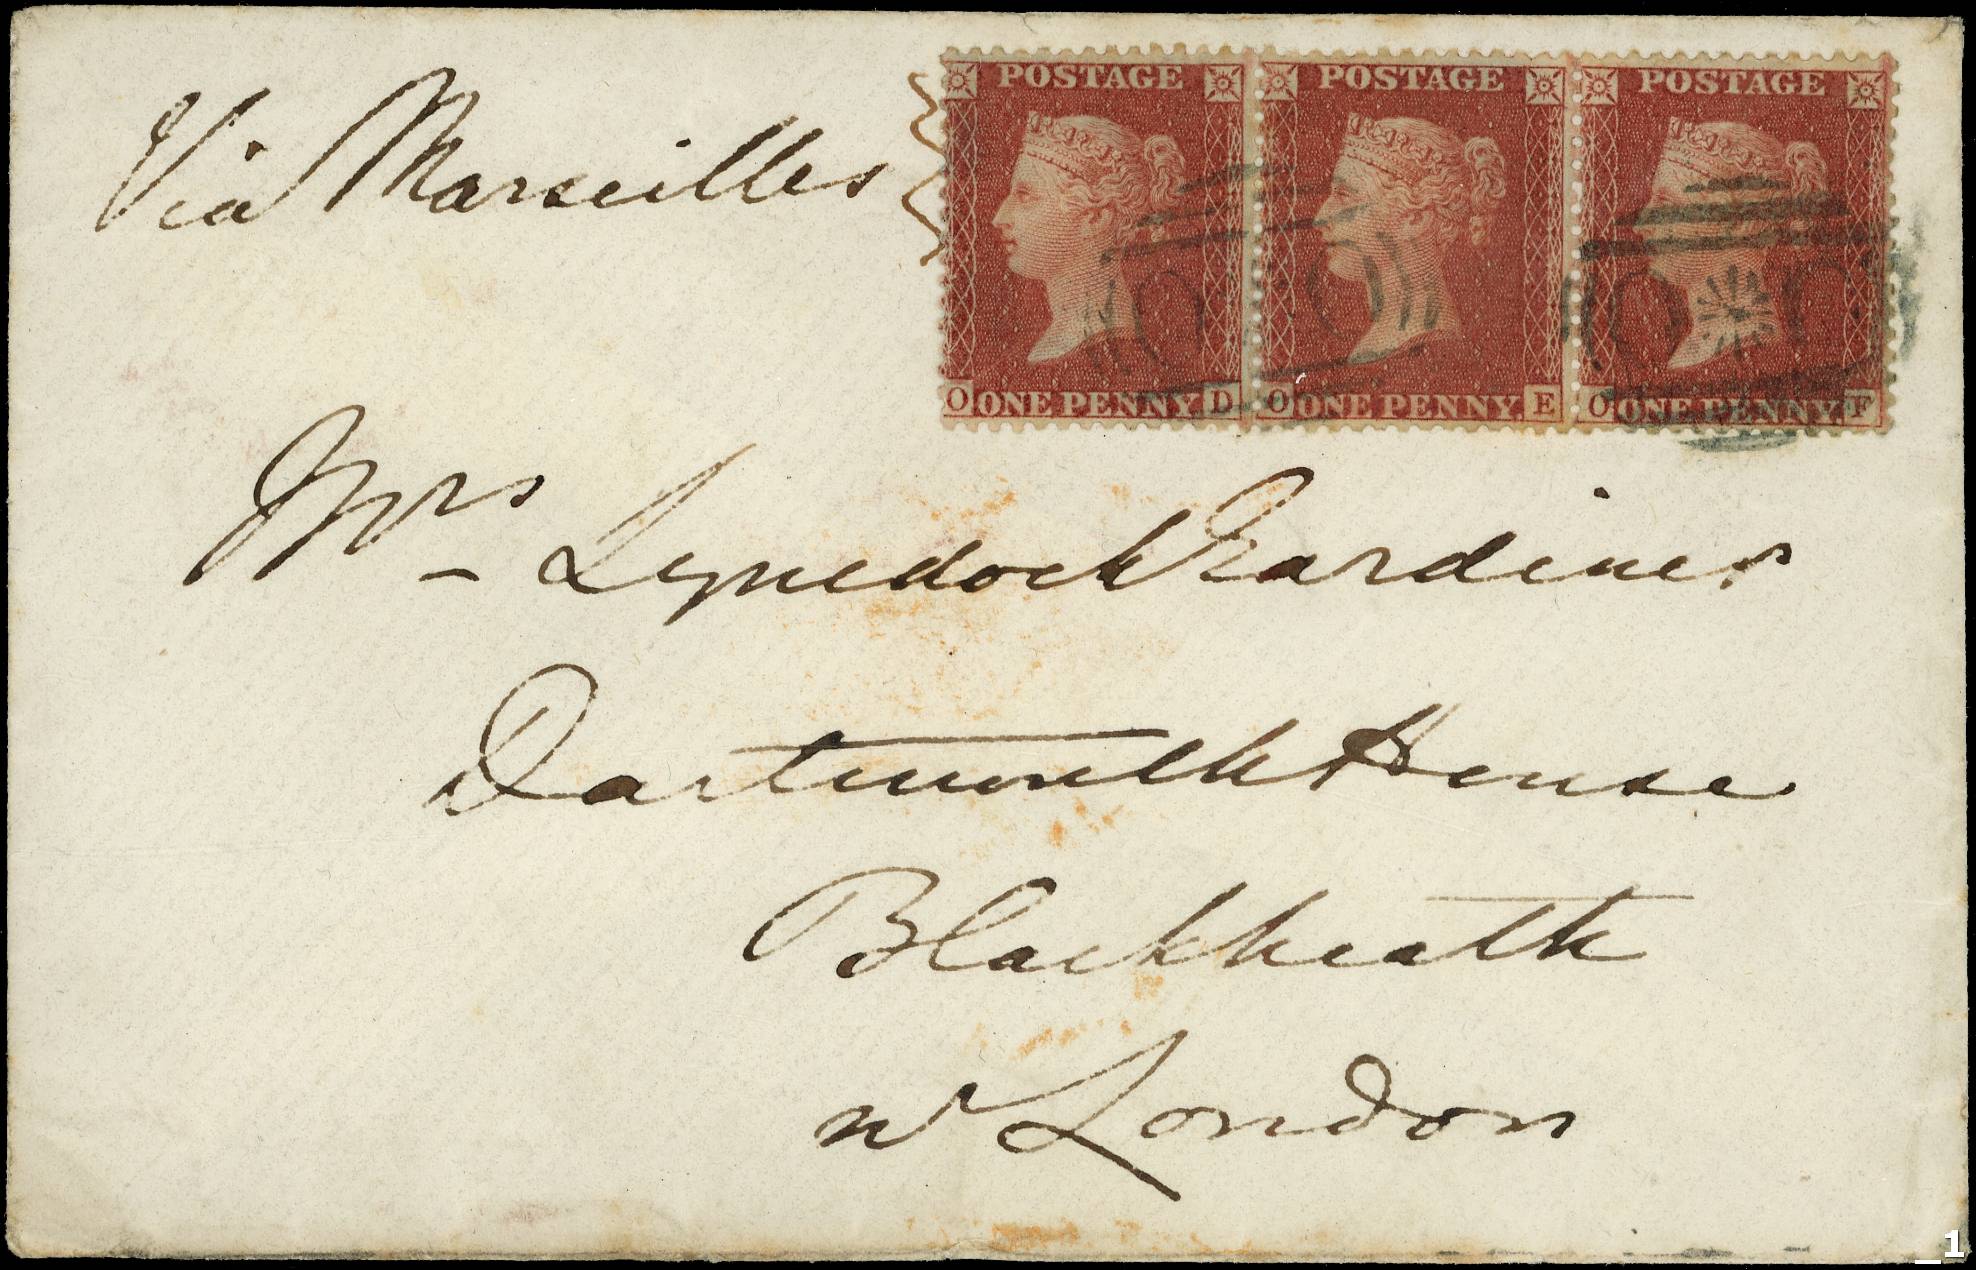 Via Marseilles
POSTAGE POSTAGE POSTAGE
O ONE PENNY D O ONE PENNY E O ONE PENNY F
Mrs Lynedoch Gardiner
Dartmouth House
Blackheath
nr London
1